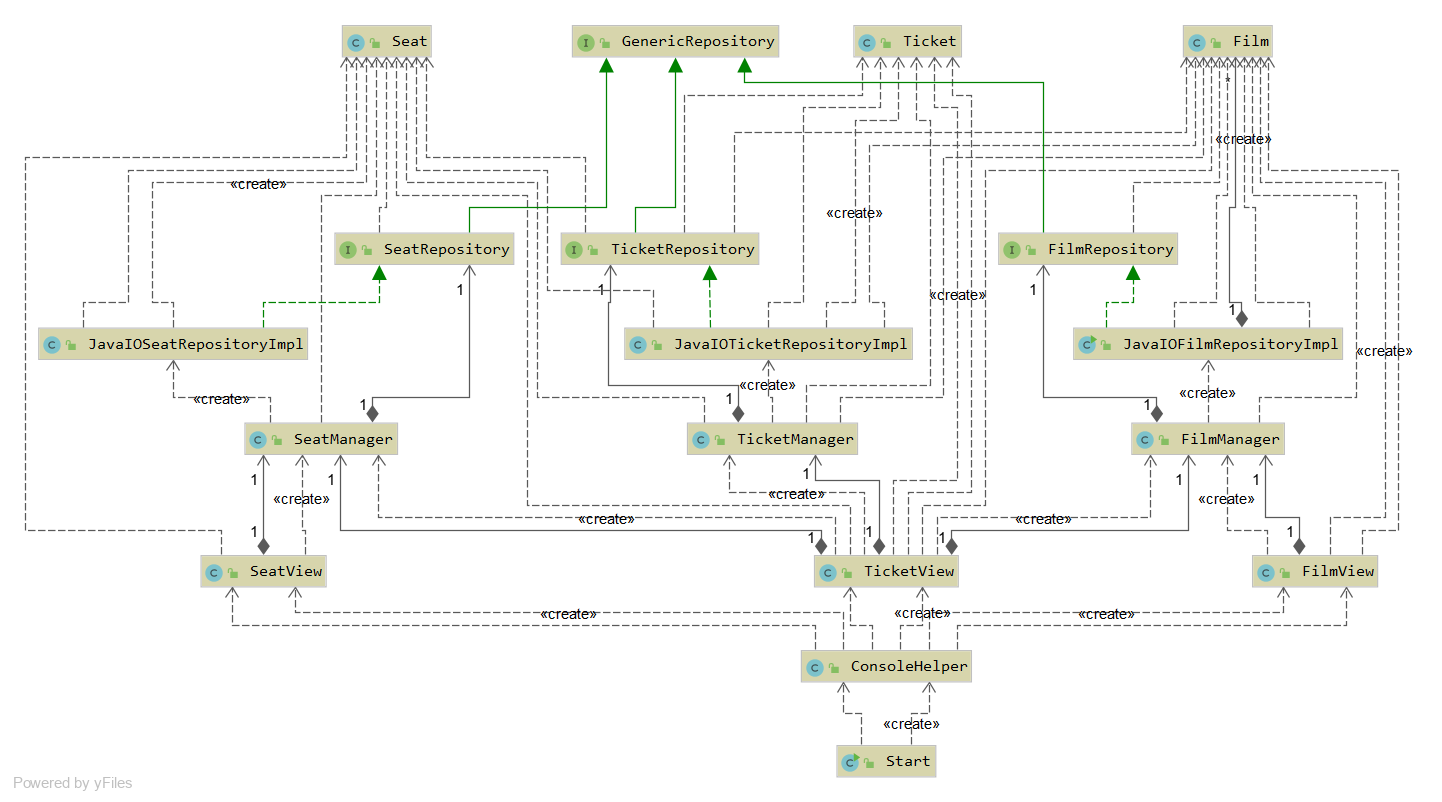 C Seat
I GenericRepository
C Ticket
C Film
*
«create»
«create»
«create»
I SeatRepository
I TicketRepository
I FilmRepository
1
1
1
«create»
1
C JavaIOSeatRepositoryImpl
C JavaIOTicketRepositoryImpl
C JavaIOFilmRepositoryImpl
«create»
«create»
«create»
«create»
1
1
1
C SeatManager
C TicketManager
C FilmManager
1
1
1
1
1
«create»
«create»
«create»
«create»
«create»
1
1
1
1
1
C SeatView
C TicketView
C FilmView
«create»
«create»
«create»
C ConsoleHelper
«create»
C Start
Powered by yFiles